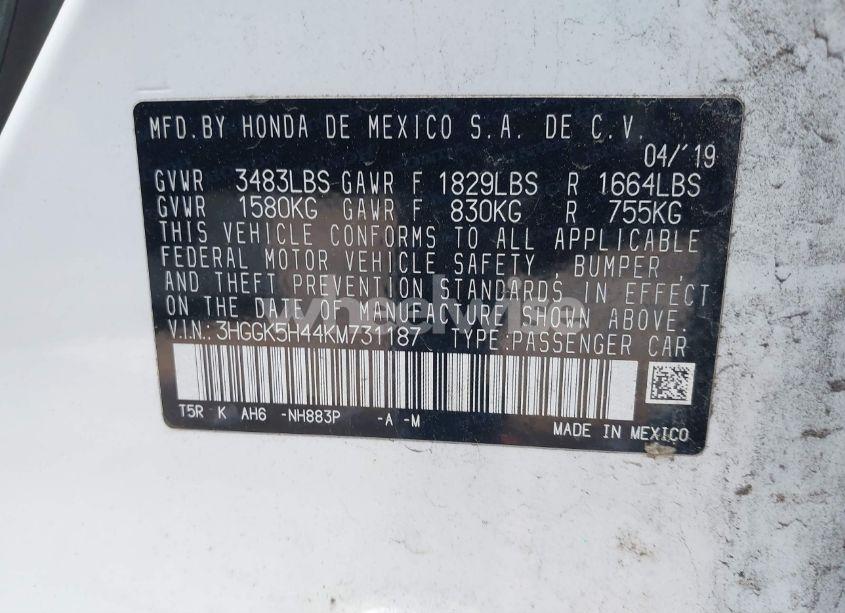 MFD.BY HONDA DE MEXICO S.A. DE C.V.
04/'19
GVWR 3483LBS GAWR F 1829LBS R 1664LBS
GVWR 1580KG GAWR F 830KG R 755KG
THIS VEHICLE CONFORMS TO ALL APPLICABLE
FEDERAL MOTOR VEHICLE SAFETY, BUMPER,
AND THEFT PREVENTION STANDARDS IN EFFECT
ON THE DATE OF MANUFACTURE SHOWN ABOVE.
wheelwise
VIN:3HGGK5H44KM731187 TYPE:PASSENGER CAR
T5R K AH6 -NH883P -A -M
MADE IN MEXICO